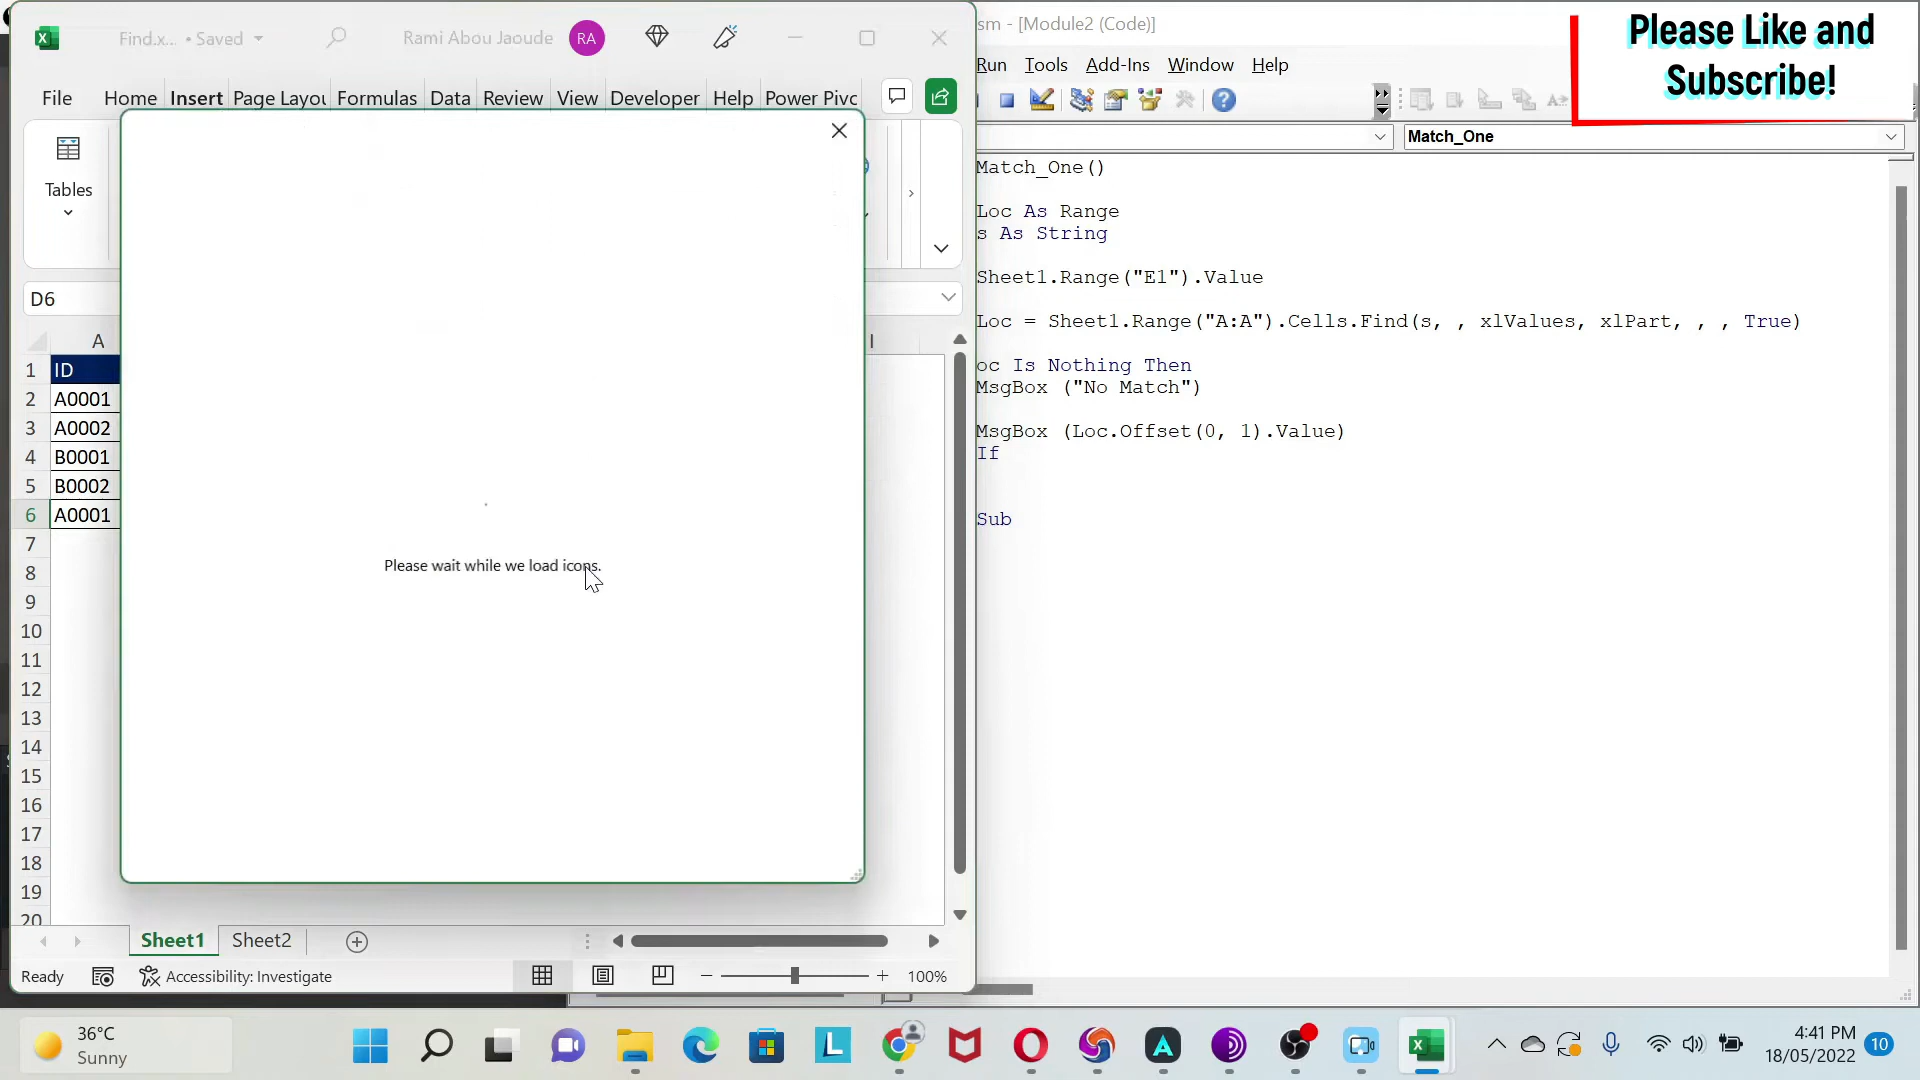 Find.x... • Saved
Rami Abou Jaoude
RA
File
Home
Insert
Page Layou
Formulas
Data
Review
View
Developer
Help
Power Pivc
Tables
D6
A
I
1 ID
2 A0001
3 A0002
4 B0001
5 B0002
6 A0001
7
8
9
10
11
12
13
14
15
16
17
18
19
20
Please wait while we load icons.
Sheet1
Sheet2
Ready
Accessibility: Investigate
100%
sm - [Module2 (Code)]
Run
Tools
Add-Ins
Window
Help
Please Like and
Subscribe!
Match_One
Match_One()
Loc As Range
s As String
Sheet1.Range("E1").Value
Loc = Sheet1.Range("A:A").Cells.Find(s, , xlValues, xlPart, , , True)
oc Is Nothing Then
MsgBox ("No Match")
MsgBox (Loc.Offset(0, 1).Value)
If
Sub
36°C
Sunny
L
A
4:41 PM
18/05/2022
10